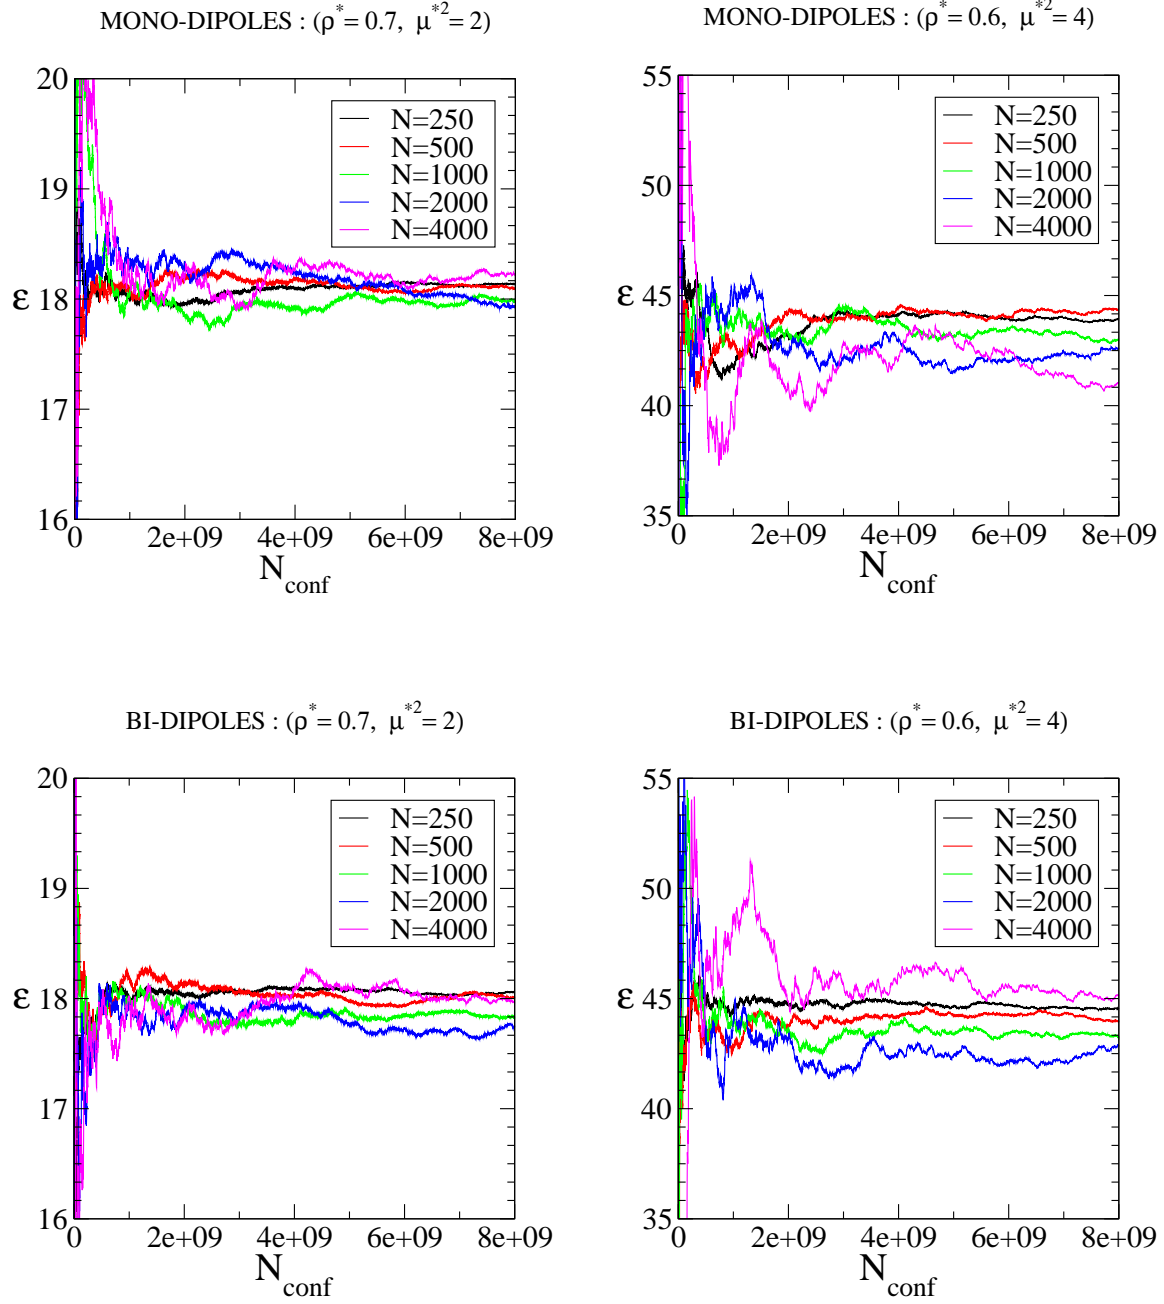 MONO-DIPOLES : (ρ* = 0.7, μ*2 = 2)
20
19
18
17
16
ε
N=250
N=500
N=1000
N=2000
N=4000
0 2e+09 4e+09 6e+09 8e+09
Nconf
MONO-DIPOLES : (ρ* = 0.6, μ*2 = 4)
55
50
45
40
35
ε
N=250
N=500
N=1000
N=2000
N=4000
0 2e+09 4e+09 6e+09 8e+09
Nconf
BI-DIPOLES : (ρ* = 0.7, μ*2 = 2)
20
19
18
17
16
ε
N=250
N=500
N=1000
N=2000
N=4000
0 2e+09 4e+09 6e+09 8e+09
Nconf
BI-DIPOLES : (ρ* = 0.6, μ*2 = 4)
55
50
45
40
35
ε
N=250
N=500
N=1000
N=2000
N=4000
0 2e+09 4e+09 6e+09 8e+09
Nconf